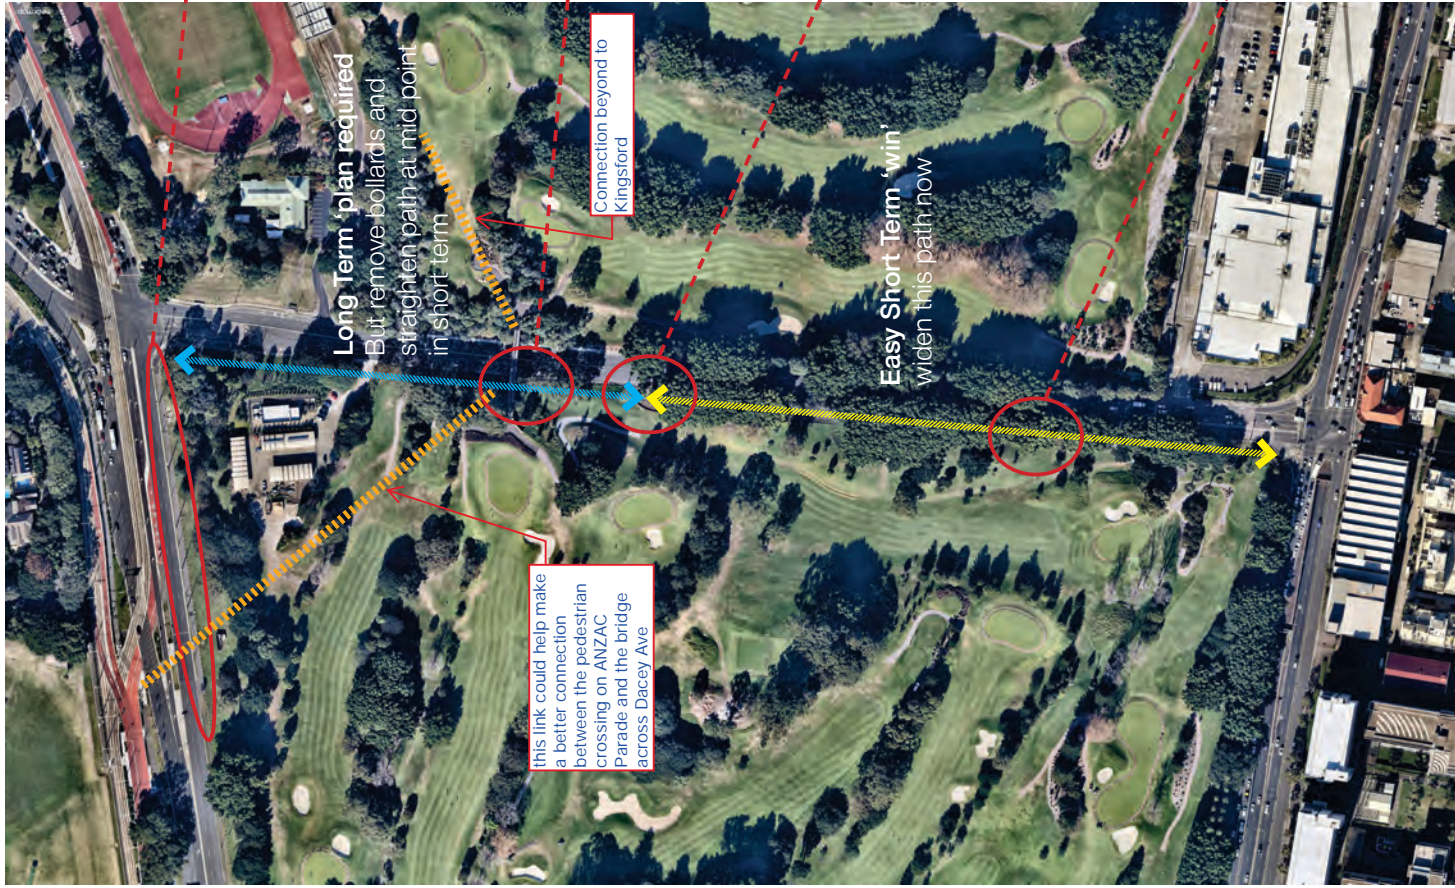 Long Term ‘plan required
But remove bollards and
straighten path at mid point
in short term
Connection beyond to
Kingsford
Easy Short Term ‘win’
widen this path now
this link could help make
a better connection
between the pedestrian
crossing on ANZAC
Parade and the bridge
across Dacey Ave